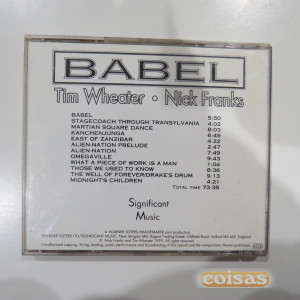 BABEL
Tim Wheater • Nick Franks
BABEL 5:50
STAGECOACH THROUGH TRANSYLVANIA 4:02
MARTIAN SQUARE DANCE 8:03
KANCHENJUNGA 6:49
EAST OF ZANZIBAR 4:22
ALIEN-NATION PRELUDE 2:47
ALIEN-NATION 7:49
OMEGAVILLE 9:43
WHAT A PIECE OF WORK IS A MAN 1:04
THOSE WE USED TO KNOW 8:36
THE WELL OF FOREVER/DRAKE'S DRUM 9:13
MIDNIGHT'S CHILDREN 4:21
TOTAL TIME 73:35
Significant
Music
coisas